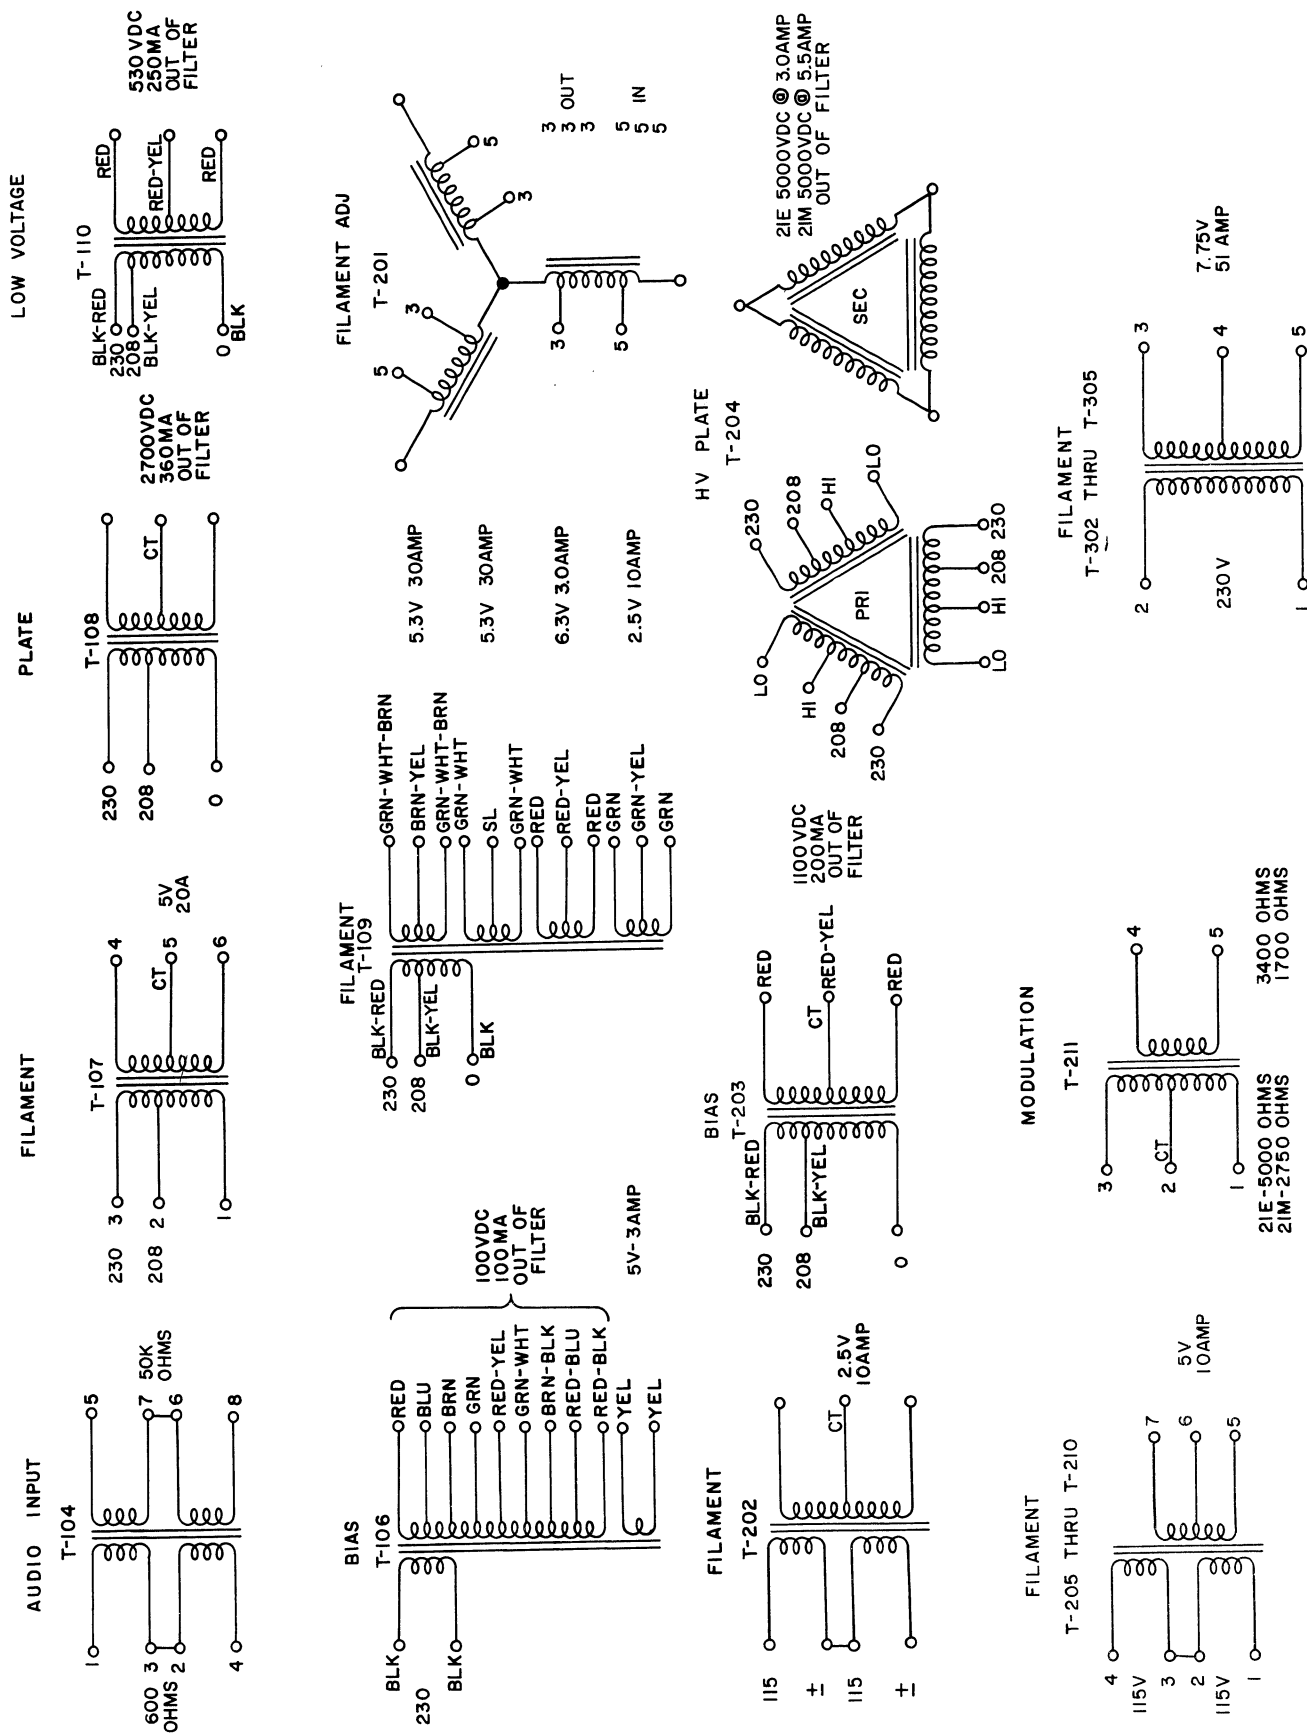 AUDIO INPUT
T-104
1
3
2
4
600
OHMS
5
7
6
8
50K
OHMS
FILAMENT
T-107
230
3
208
2
1
4
CT
5
6
5V
20A
PLATE
T-108
230
208
0
CT
2700VDC
360MA
OUT OF
FILTER
LOW VOLTAGE
T-110
BLK-RED
230
208
BLK-YEL
0
BLK
RED
RED-YEL
RED
530VDC
250MA
OUT OF
FILTER
BIAS
T-106
BLK
230
BLK
RED
BLU
BRN
GRN
RED-YEL
GRN-WHT
BRN-BLK
RED-BLU
RED-BLK
YEL
YEL
100VDC
100MA
OUT OF
FILTER
5V-3AMP
FILAMENT
T-109
BLK-RED
230
208
BLK-YEL
0
BLK
GRN-WHT-BRN
BRN-YEL
GRN-WHT-BRN
GRN-WHT
SL
GRN-WHT
RED
RED-YEL
RED
GRN
GRN-YEL
GRN
5.3V 30AMP
5.3V 30AMP
6.3V 3.0AMP
2.5V 10AMP
FILAMENT ADJ
T-201
5
3
5
3
3
5
3
3 OUT
3
5
5 IN
5
FILAMENT
T-202
115
±
115
±
CT
2.5V
10AMP
BIAS
T-203
BLK-RED
230
208
BLK-YEL
0
RED
CT
RED-YEL
RED
1100VDC
200MA
OUT OF
FILTER
HV PLATE
T-204
LO
HI
208
230
230
208
HI
LO
PRI
LO
HI
208
230
SEC
21E 5000VDC @ 3.0AMP
21M 5000VDC @ 5.5AMP
OUT OF FILTER
FILAMENT
T-205 THRU T-210
4
115V
3
2
115V
1
7
6
5
5V
10AMP
MODULATION
T-211
3
CT
2
1
21E-5000 OHMS
21M-2750 OHMS
4
5
3400 OHMS
1700 OHMS
FILAMENT
T-302 THRU T-305
2
230V
1
3
4
5
7.75V
51 AMP